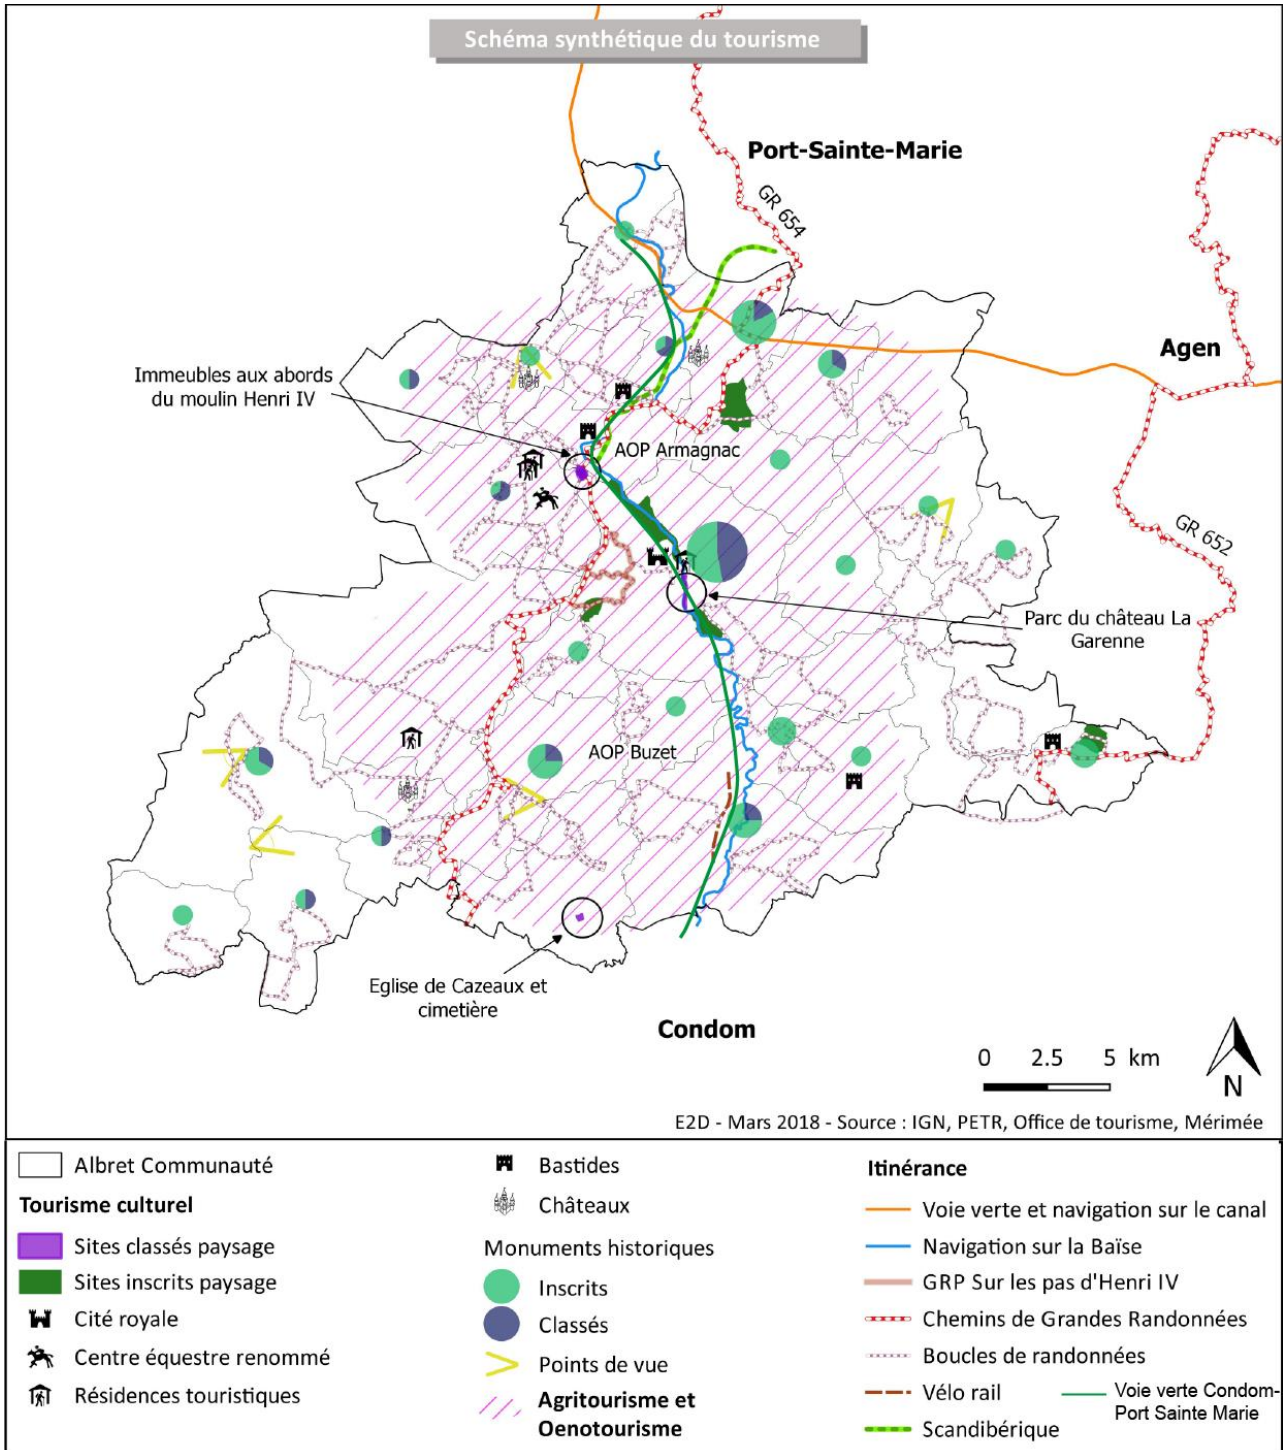 Schéma synthétique du tourisme
Port-Sainte-Marie
GR 654
Agen
Immeubles aux abords
du moulin Henri IV
AOP Armagnac
GR 652
Parc du château La
Garenne
AOP Buzet
Eglise de Cazeaux et
cimetière
Condom
0 2.5 5 km
N
E2D - Mars 2018 - Source : IGN, PETR, Office de tourisme, Mérimée
Albret Communauté
Tourisme culturel
Sites classés paysage
Sites inscrits paysage
Cité royale
Centre équestre renommé
Résidences touristiques
Bastides
Châteaux
Monuments historiques
Inscrits
Classés
Points de vue
Agritourisme et
Oenotourisme
Itinérance
Voie verte et navigation sur le canal
Navigation sur la Baïse
GRP Sur les pas d'Henri IV
Chemins de Grandes Randonnées
Boucles de randonnées
Vélo rail
Voie verte Condom-
Port Sainte Marie
Scandibérique